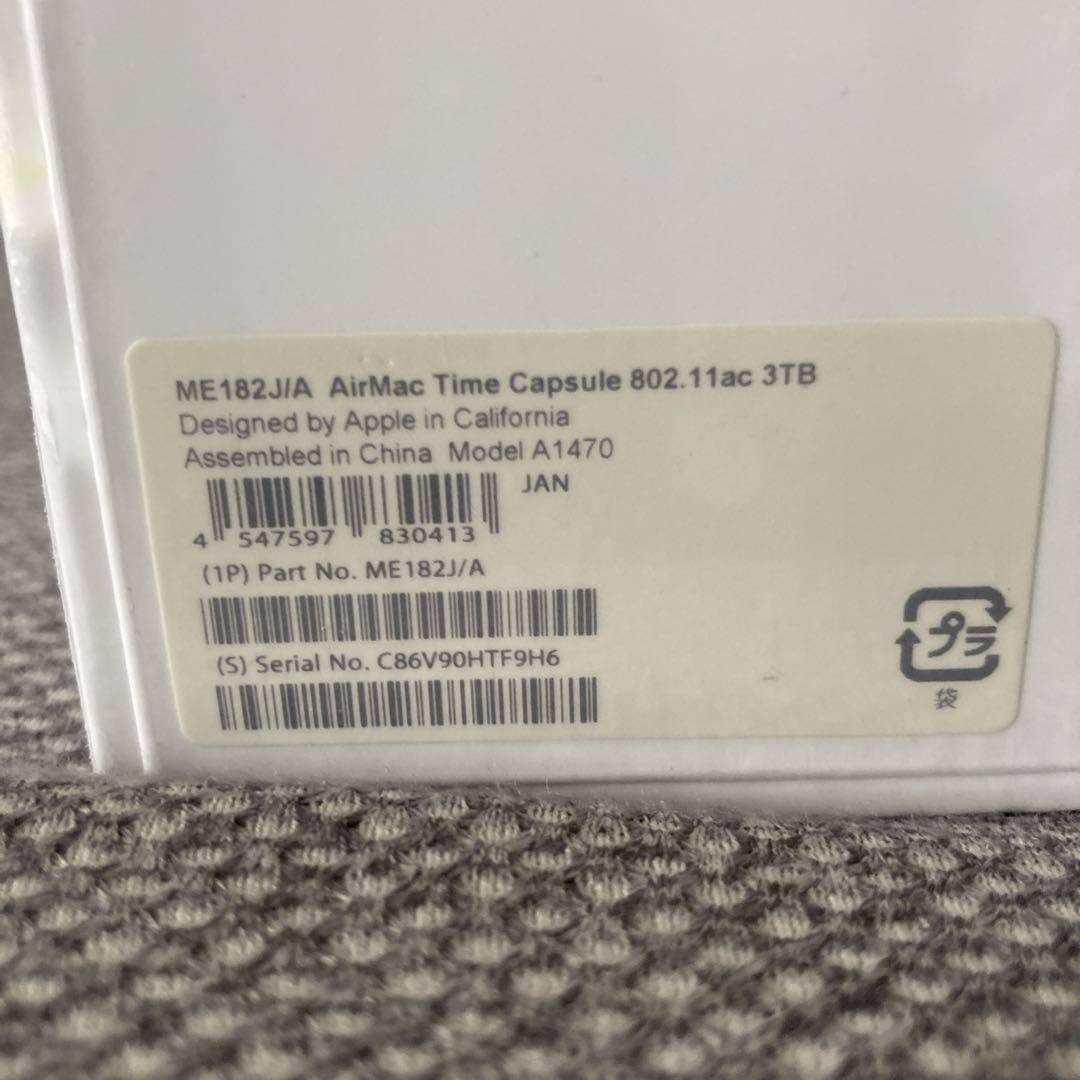 ME182J/A AirMac Time Capsule 802.11ac 3TB
Designed by Apple in California
Assembled in China Model A1470
JAN
4 547597 830413
(1P) Part No. ME182J/A
(S) Serial No. C86V90HTF9H6
プラ
袋